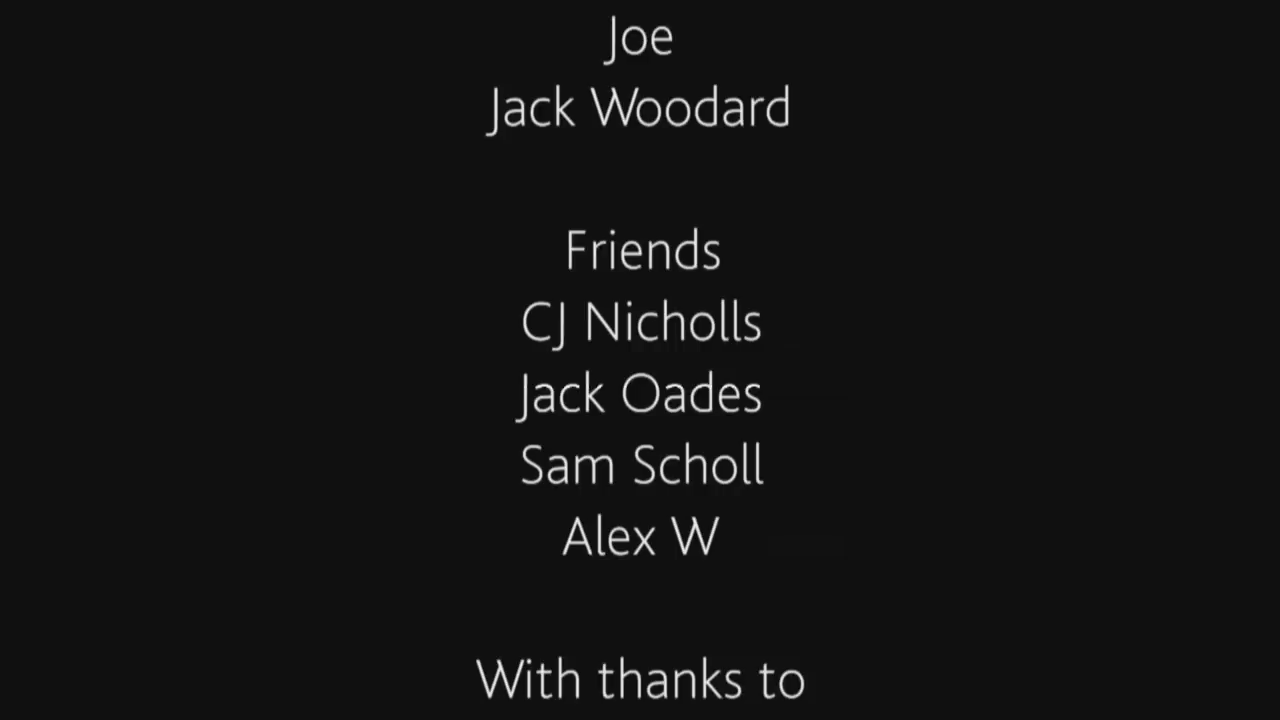 Joe
Jack Woodard
Friends
CJ Nicholls
Jack Oades
Sam Scholl
Alex W
With thanks to